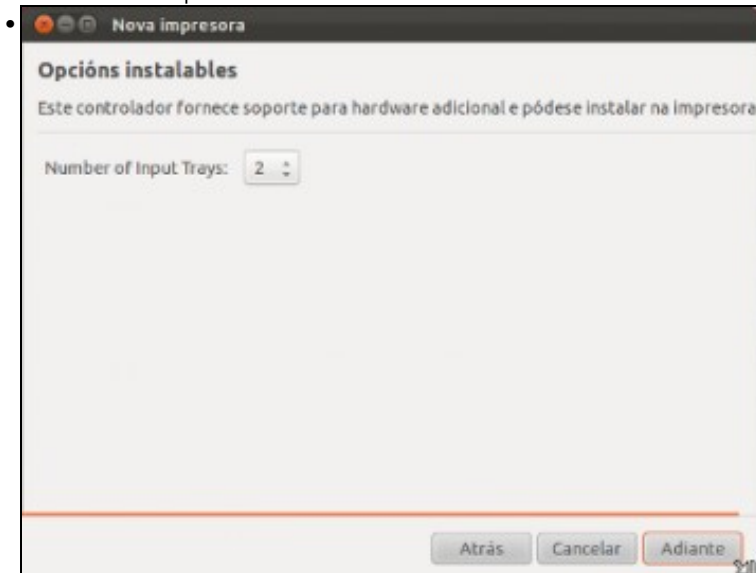 Nova impresora
Opcións instalables
Este controlador fornece soporte para hardware adicional e pódese instalar na impresora
Number of Input Trays: 2
Atrás Cancelar Adiante